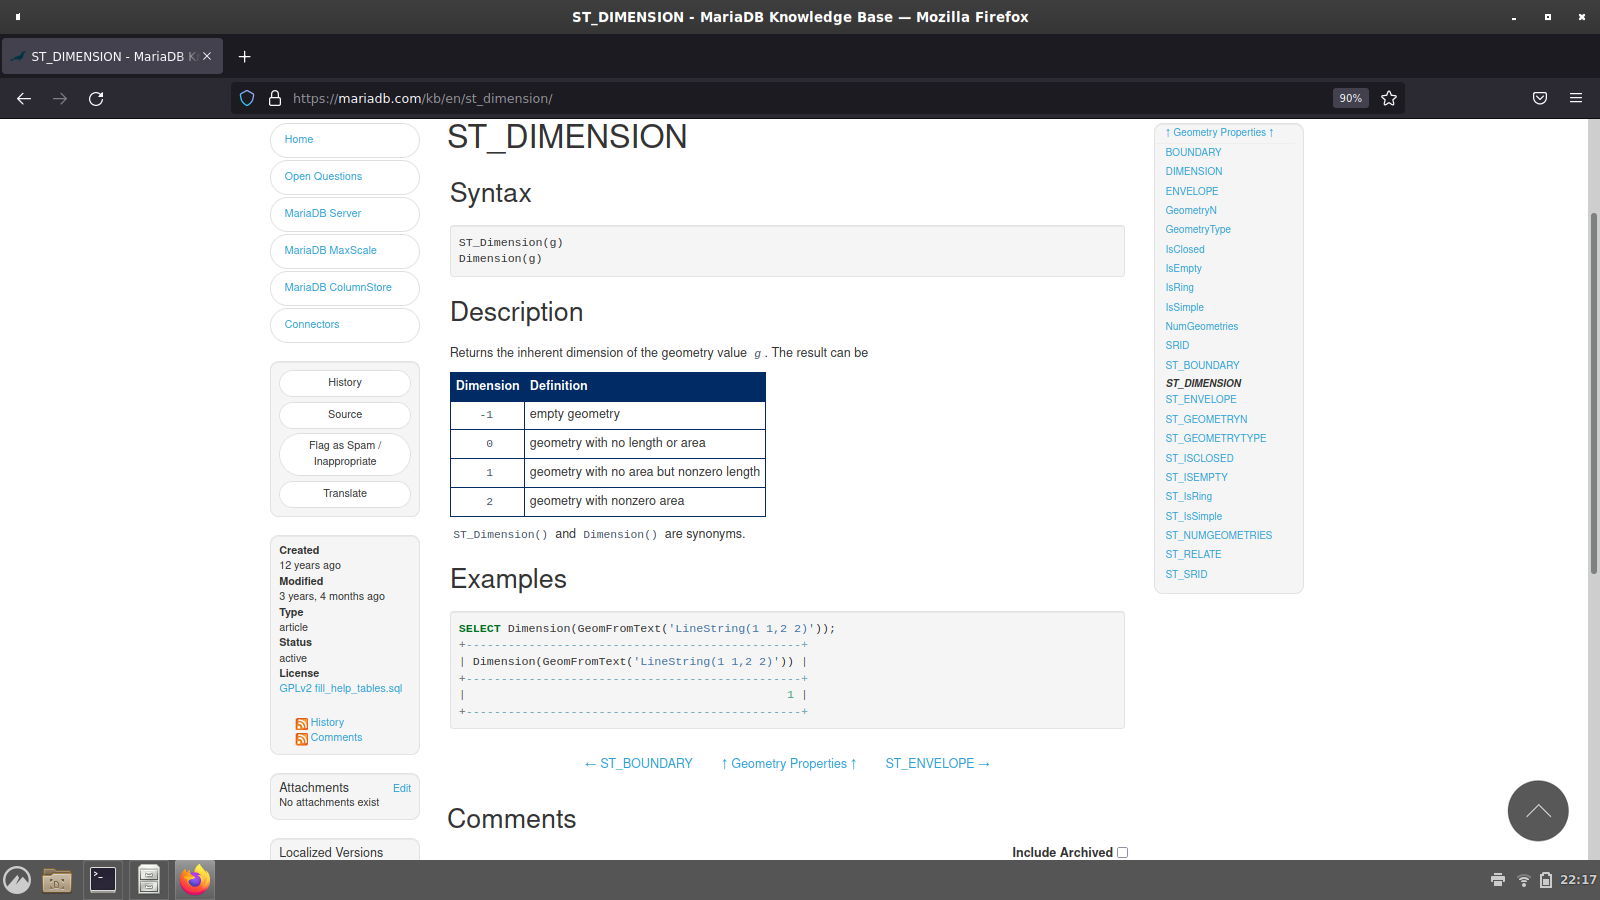 ST_DIMENSION - MariaDB Knowledge Base — Mozilla Firefox
ST_DIMENSION - MariaDB
https://mariadb.com/kb/en/st_dimension/
90%
Home
Open Questions
MariaDB Server
MariaDB MaxScale
MariaDB ColumnStore
Connectors
History
Source
Flag as Spam /
Inappropriate
Translate
Created
12 years ago
Modified
3 years, 4 months ago
Type
article
Status
active
License
GPLv2 fill_help_tables.sql
History
Comments
Attachments Edit
No attachments exist
Localized Versions
ST_DIMENSION
Syntax
ST_Dimension(g)
Dimension(g)
Description
Returns the inherent dimension of the geometry value g . The result can be
Dimension Definition
-1 empty geometry
0 geometry with no length or area
1 geometry with no area but nonzero length
2 geometry with nonzero area
ST_Dimension() and Dimension() are synonyms.
Examples
SELECT Dimension(GeomFromText('LineString(1 1,2 2)'));
+------------------------------------------------+
| Dimension(GeomFromText('LineString(1 1,2 2)')) |
+------------------------------------------------+
|                                              1 |
+------------------------------------------------+
← ST_BOUNDARY ↑ Geometry Properties ↑ ST_ENVELOPE →
Comments
Include Archived
↑ Geometry Properties ↑
BOUNDARY
DIMENSION
ENVELOPE
GeometryN
GeometryType
IsClosed
IsEmpty
IsRing
IsSimple
NumGeometries
SRID
ST_BOUNDARY
ST_DIMENSION
ST_ENVELOPE
ST_GEOMETRYN
ST_GEOMETRYTYPE
ST_ISCLOSED
ST_ISEMPTY
ST_IsRing
ST_IsSimple
ST_NUMGEOMETRIES
ST_RELATE
ST_SRID
22:17